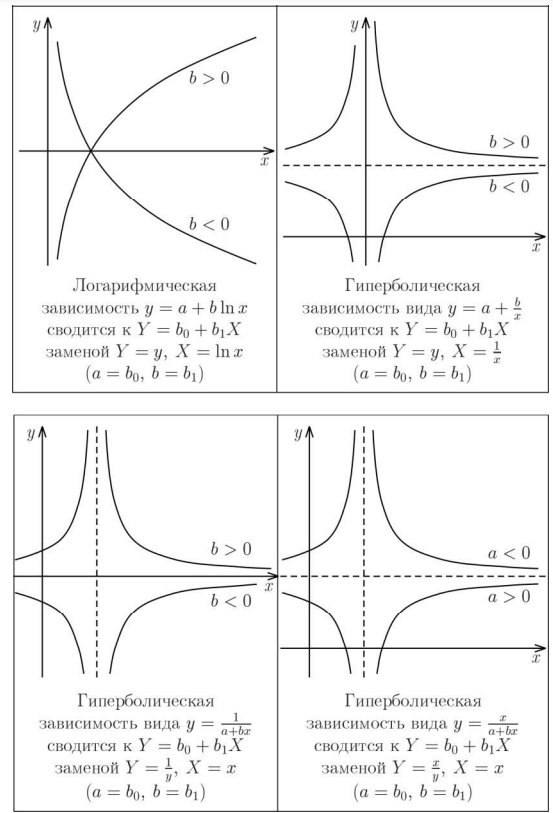 y
b > 0
x
b < 0
Логарифмическая
зависимость y = a + b ln x
сводится к Y = b₀ + b₁X
заменой Y = y, X = ln x
(a = b₀, b = b₁)
y
b > 0
b < 0
x
Гиперболическая
зависимость вида y = a + b/x
сводится к Y = b₀ + b₁X
заменой Y = y, X = 1/x
(a = b₀, b = b₁)
y
b > 0
x
b < 0
Гиперболическая
зависимость вида y = 1/(a+bx)
сводится к Y = b₀ + b₁X
заменой Y = 1/y, X = x
(a = b₀, b = b₁)
y
a < 0
a > 0
x
Гиперболическая
зависимость вида y = x/(a+bx)
сводится к Y = b₀ + b₁X
заменой Y = x/y, X = x
(a = b₀, b = b₁)